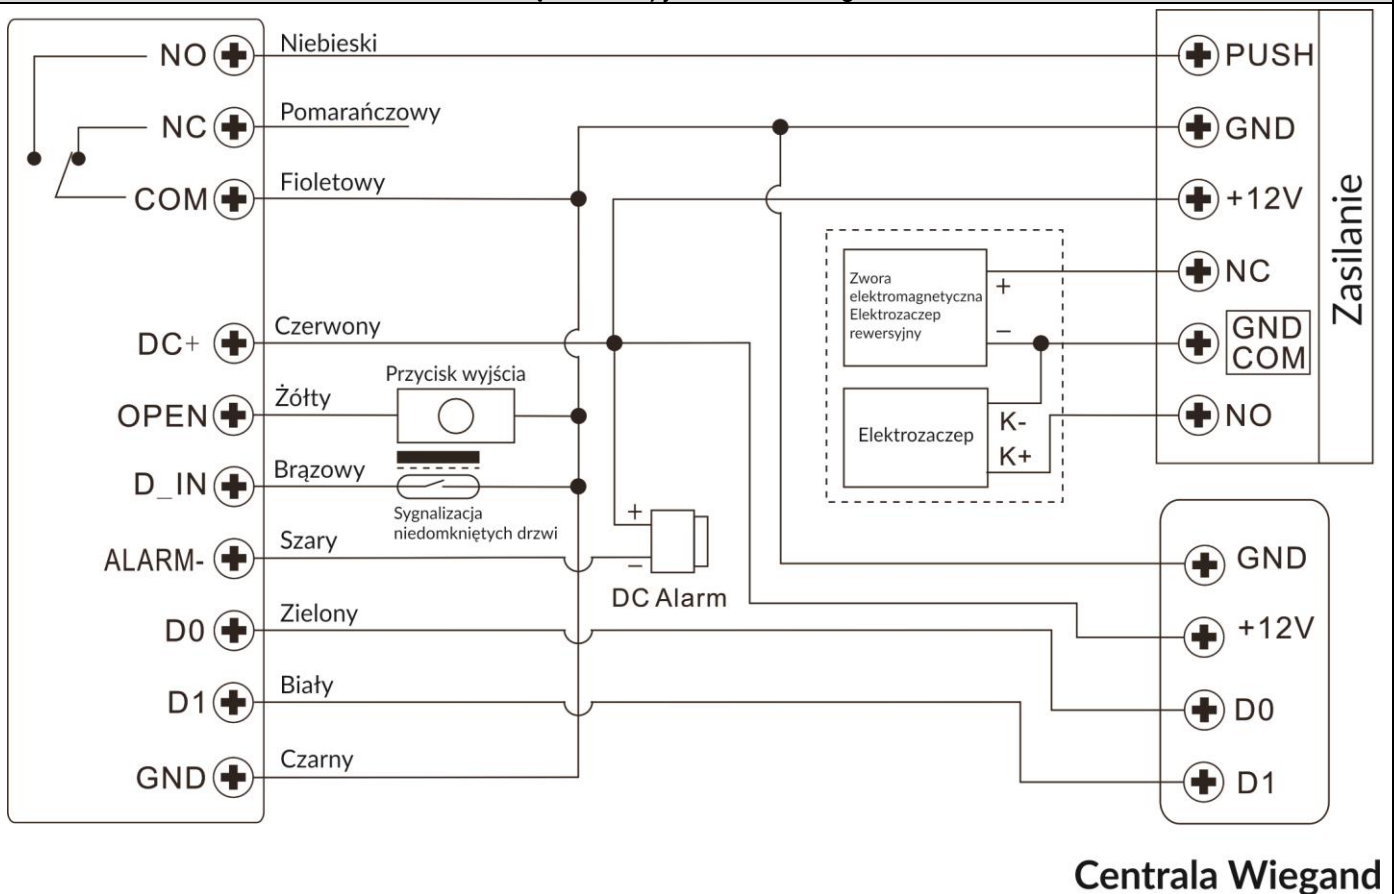 NO
Niebieski
NC
Pomarańczowy
COM
Fioletowy
DC+
Czerwony
OPEN
Żółty
Przycisk wyjścia
D_IN
Brązowy
Sygnalizacja
niedomkniętych drzwi
ALARM-
Szary
+
−
DC Alarm
D0
Zielony
D1
Biały
GND
Czarny
Zwora
elektromagnetyczna
Elektrozaczep
rewersyjny
+
−
Elektrozaczep
K-
K+
PUSH
GND
+12V
NC
GND
COM
NO
Zasilanie
GND
+12V
D0
D1
Centrala Wiegand